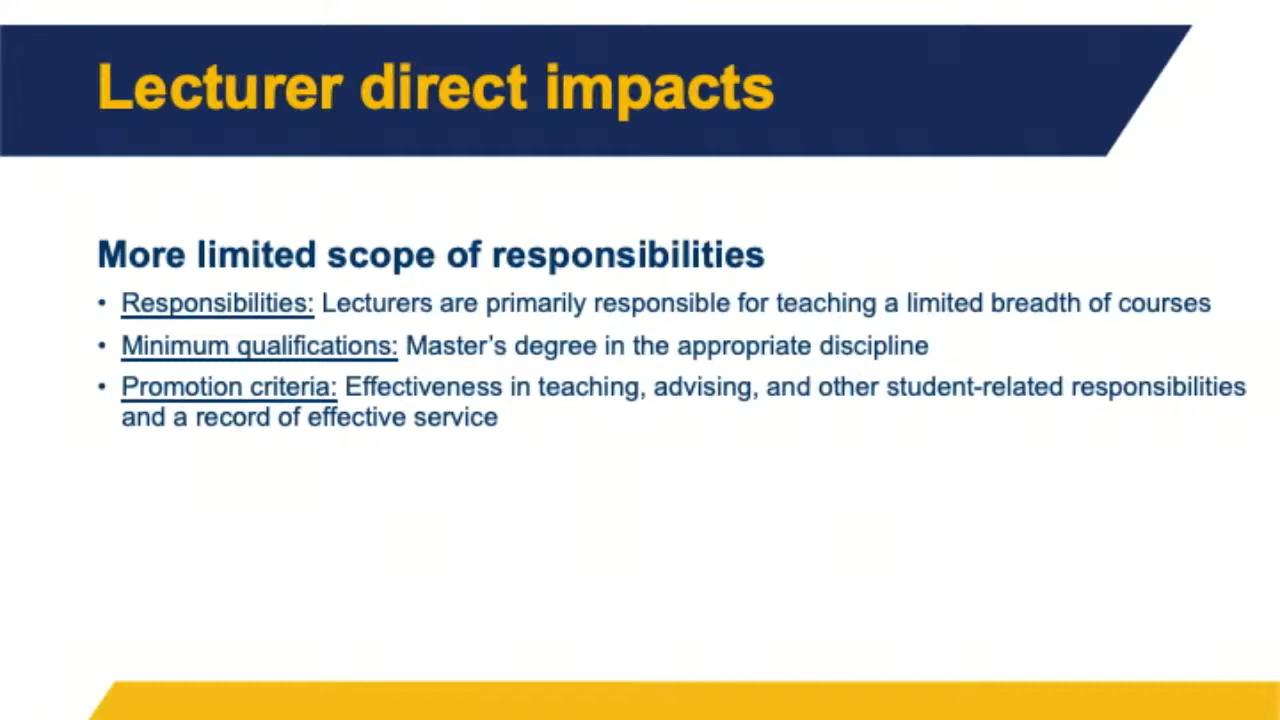 Lecturer direct impacts
More limited scope of responsibilities
• Responsibilities: Lecturers are primarily responsible for teaching a limited breadth of courses
• Minimum qualifications: Master’s degree in the appropriate discipline
• Promotion criteria: Effectiveness in teaching, advising, and other student-related responsibilities
and a record of effective service